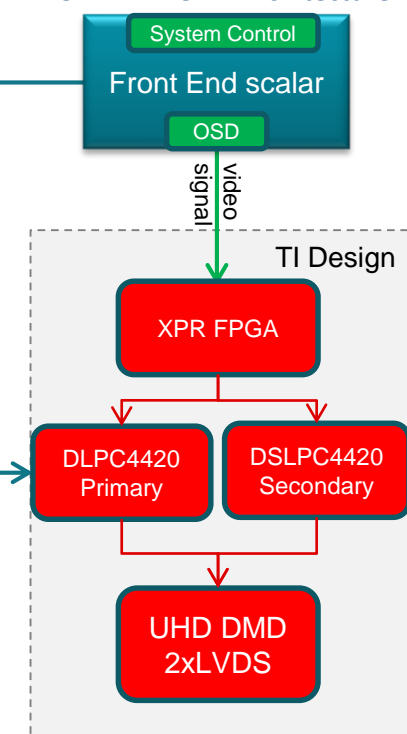 System Control
Front End scalar
OSD
video
signal
TI Design
XPR FPGA
DLPC4420
Primary
DSLPC4420
Secondary
UHD DMD
2xLVDS